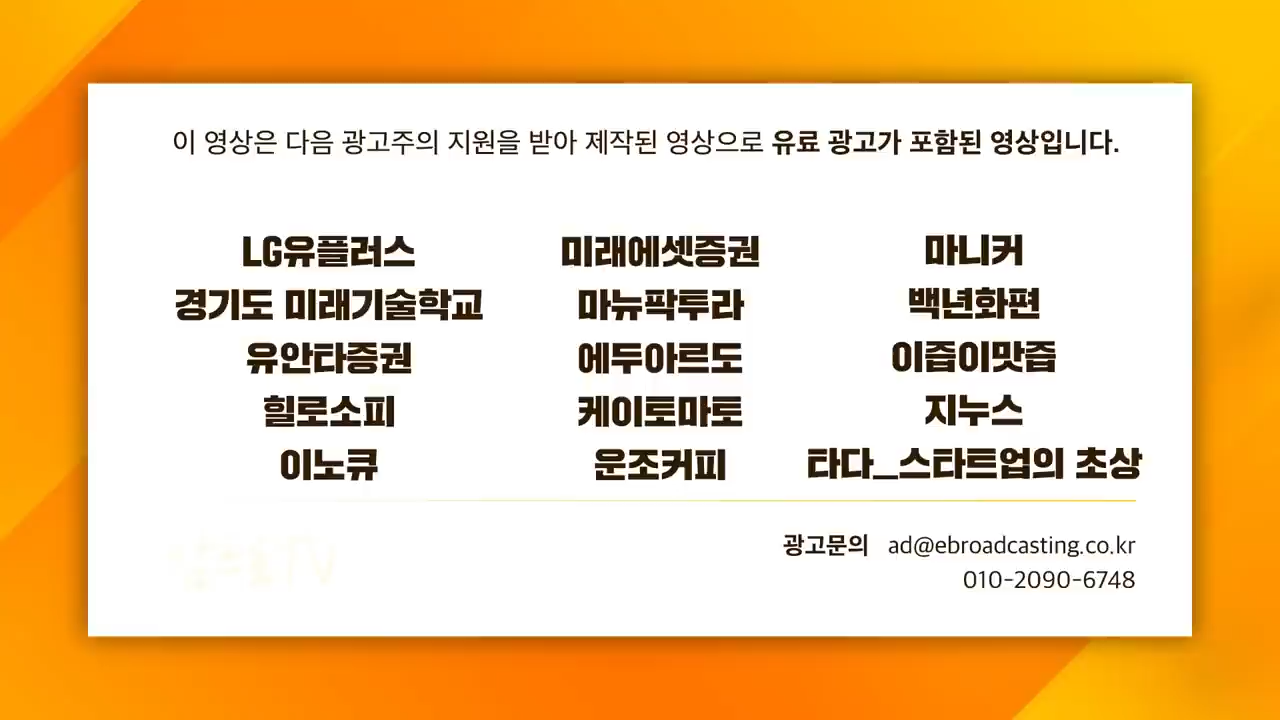 이 영상은 다음 광고주의 지원을 받아 제작된 영상으로 유료 광고가 포함된 영상입니다.
LG유플러스 미래에셋증권 마니커
경기도 미래기술학교 마뉴팍투라 백년화편
유안타증권 에두아르도 이즙이맛즙
힐로소피 케이토마토 지누스
이노큐 운조커피 타다_스타트업의 초상
광고문의 ad@ebroadcasting.co.kr
010-2090-6748